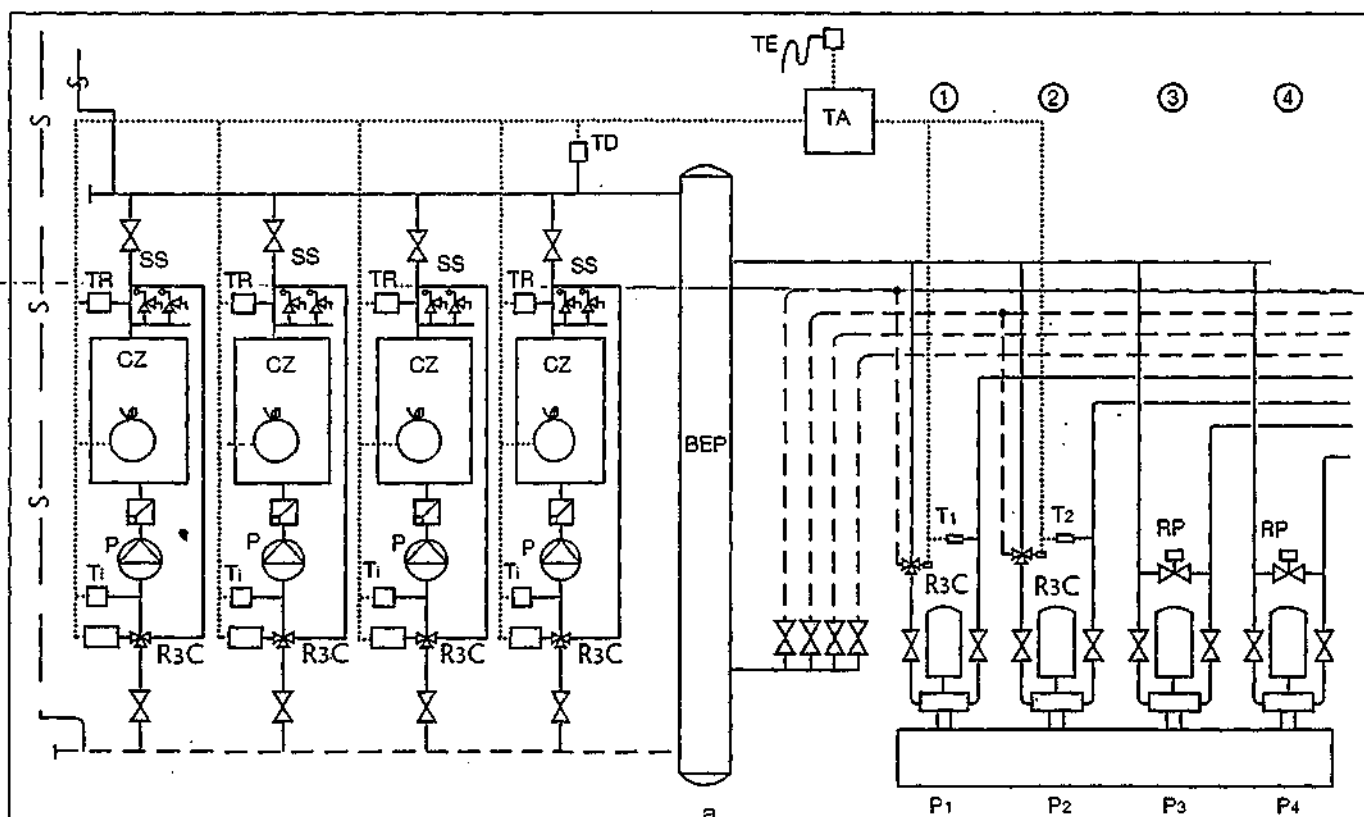 TE
TA
1 2 3 4
S S
TD
SS SS SS SS
S
TR TR TR TR
CZ CZ CZ CZ
BEP
S
T1 T2
P P P P
RP RP
Ti Ti Ti Ti
R3C R3C
R3C R3C R3C R3C
a
P1 P2 P3 P4